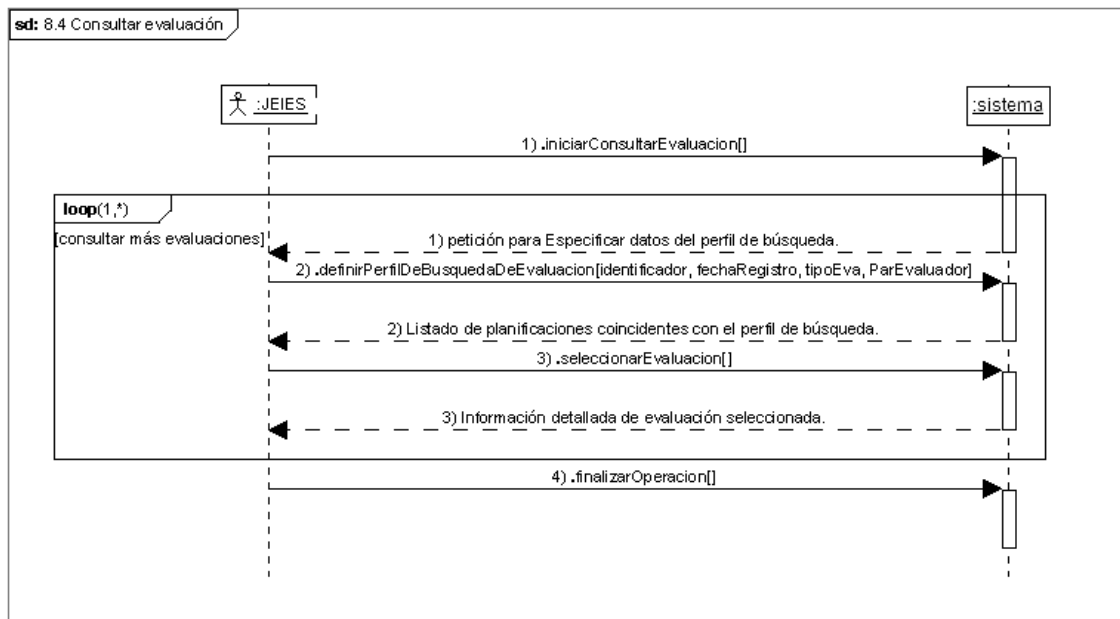 sd: 8.4 Consultar evaluación
:JEIES
:sistema
1) .iniciarConsultarEvaluacion[]
loop(1,*)
[consultar más evaluaciones]
1) petición para Especificar datos del perfil de búsqueda.
2) .definirPerfilDeBusquedaDeEvaluacion[identificador, fechaRegistro, tipoEva, ParEvaluador]
2) Listado de planificaciones coincidentes con el perfil de búsqueda.
3) .seleccionarEvaluacion[]
3) Información detallada de evaluación seleccionada.
4) .finalizarOperacion[]